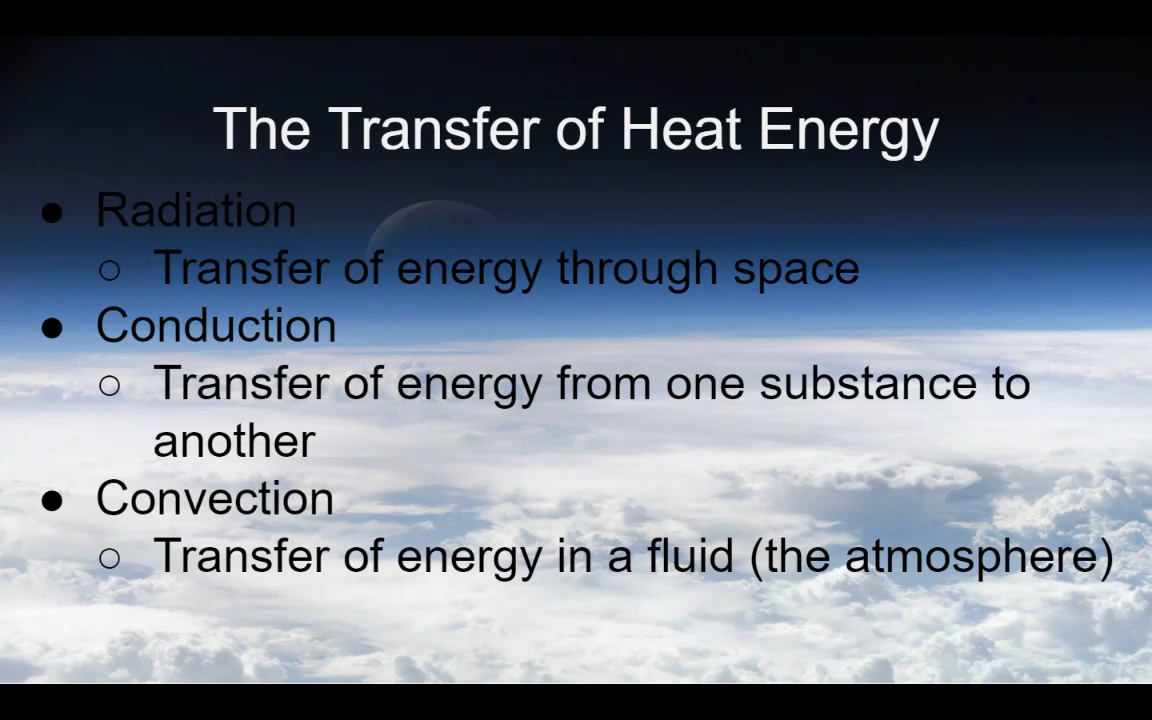 The Transfer of Heat Energy
● Radiation
○ Transfer of energy through space
● Conduction
○ Transfer of energy from one substance to
another
● Convection
○ Transfer of energy in a fluid (the atmosphere)